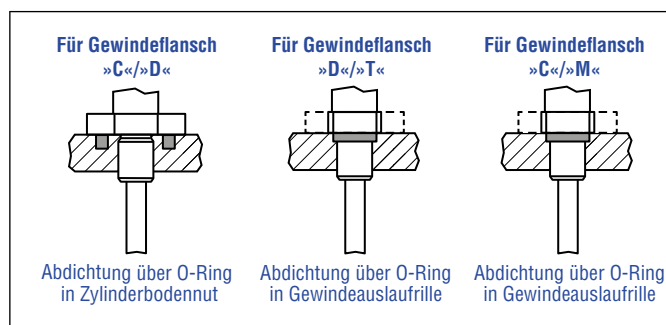 Für Gewindeflansch
»C«/»D«
Abdichtung über O-Ring
in Zylinderbodennut
Für Gewindeflansch
»D«/»T«
Abdichtung über O-Ring
in Gewindeauslaufrille
Für Gewindeflansch
»C«/»M«
Abdichtung über O-Ring
in Gewindeauslaufrille